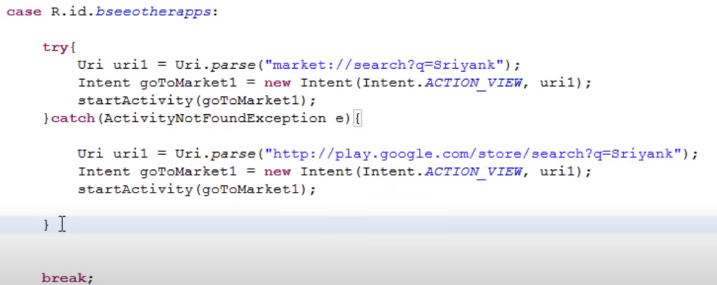 case R.id.bseeotherapps:
try{
Uri uri1 = Uri.parse("market://search?q=Sriyank");
Intent goToMarket1 = new Intent(Intent.ACTION_VIEW, uri1);
startActivity(goToMarket1);
}catch(ActivityNotFoundException e){
Uri uri1 = Uri.parse("http://play.google.com/store/search?q=Sriyank");
Intent goToMarket1 = new Intent(Intent.ACTION_VIEW, uri1);
startActivity(goToMarket1);
}
break;